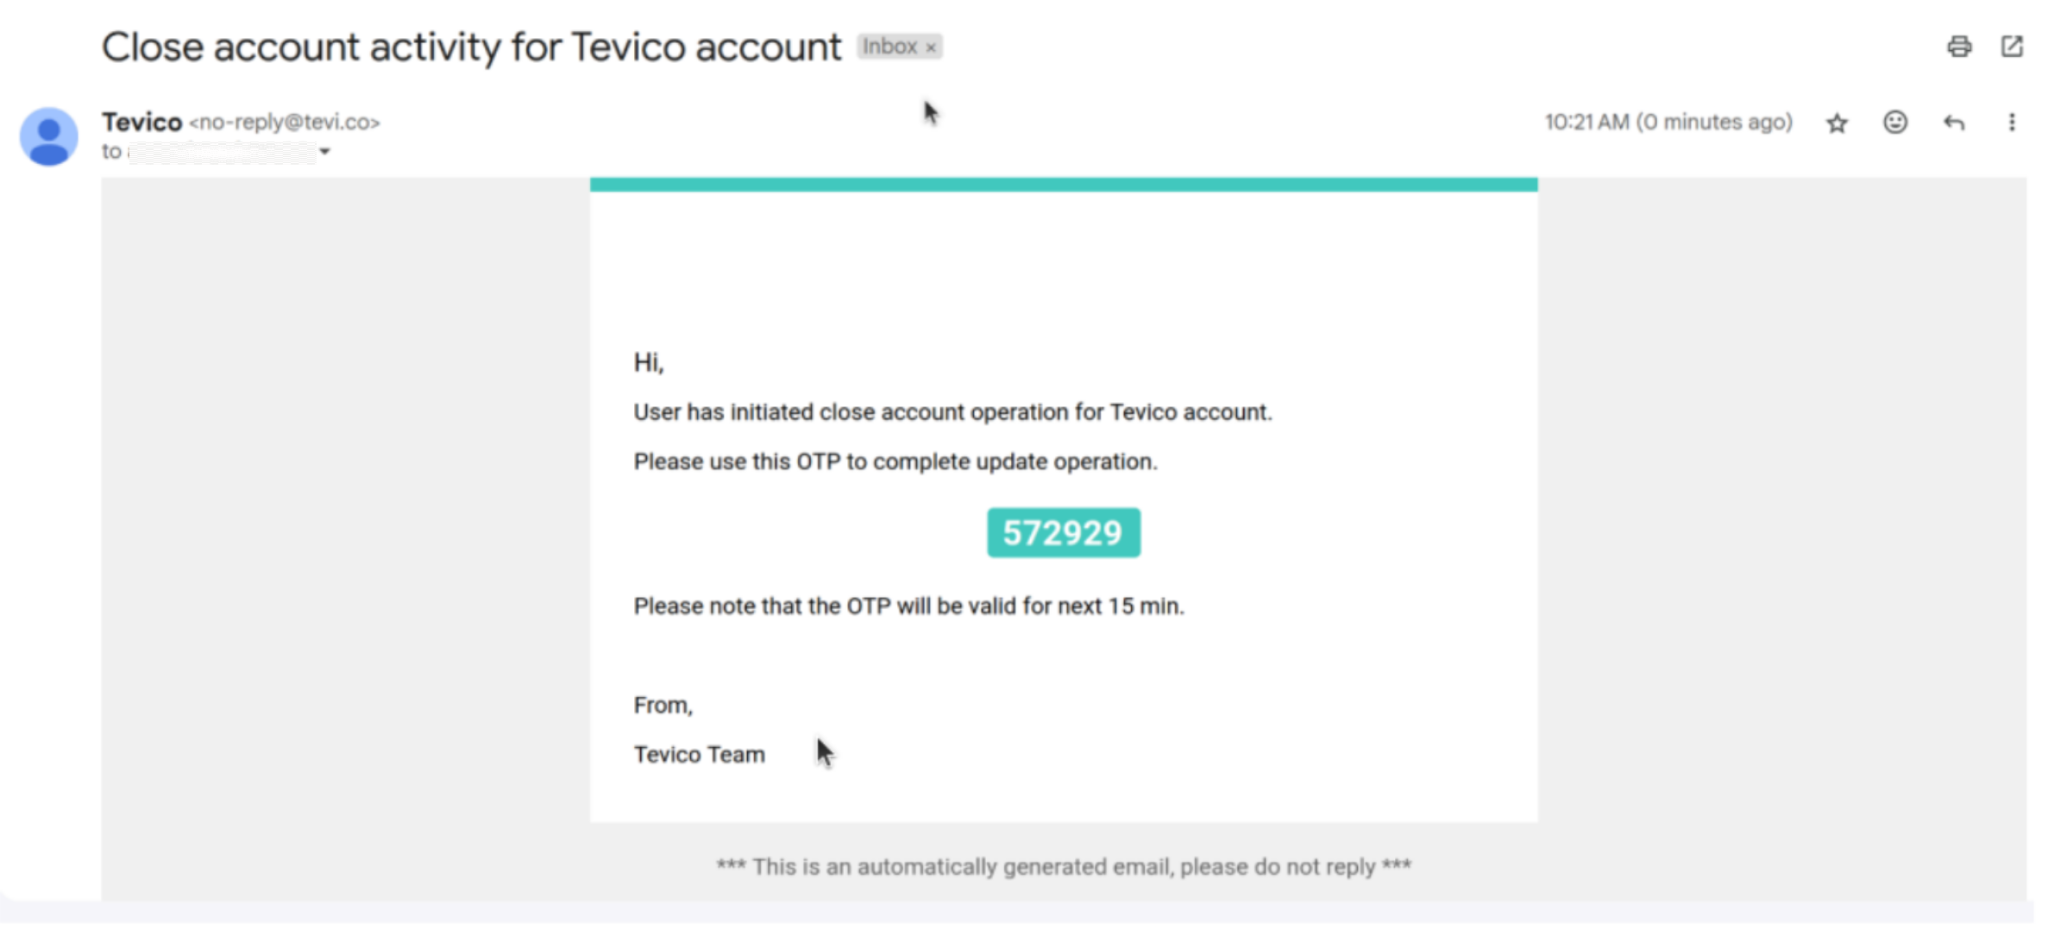 Close account activity for Tevico account Inbox ×
Tevico <no-reply@tevi.co> 10:21 AM (0 minutes ago)
to
Hi,
User has initiated close account operation for Tevico account.
Please use this OTP to complete update operation.
572929
Please note that the OTP will be valid for next 15 min.
From,
Tevico Team
*** This is an automatically generated email, please do not reply ***